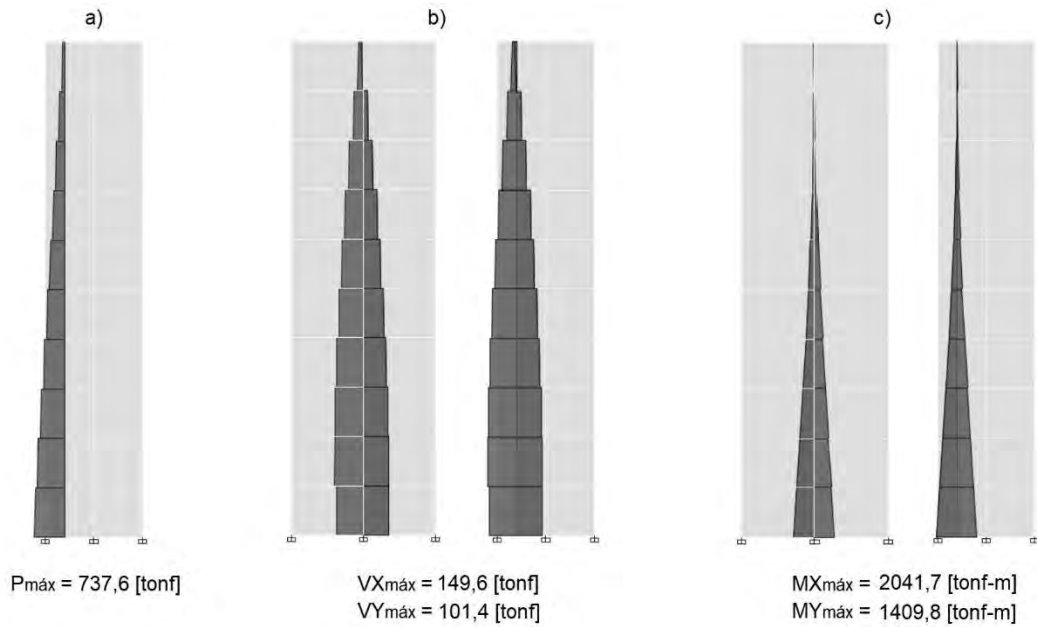 a)
b)
c)
Pmáx = 737,6 [tonf]
VXmáx = 149,6 [tonf]
VYmáx = 101,4 [tonf]
MXmáx = 2041,7 [tonf-m]
MYmáx = 1409,8 [tonf-m]